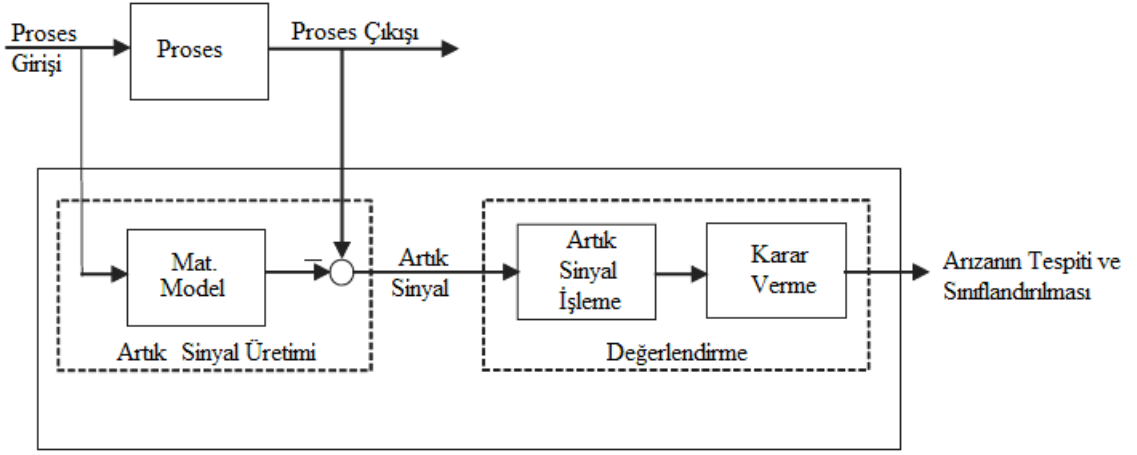 Proses
Girişi
Proses
Proses Çıkışı
Mat.
Model
–
Artık Sinyal Üretimi
Artık
Sinyal
Artık
Sinyal
İşleme
Karar
Verme
Değerlendirme
Arızanın Tespiti ve
Sınıflandırılması